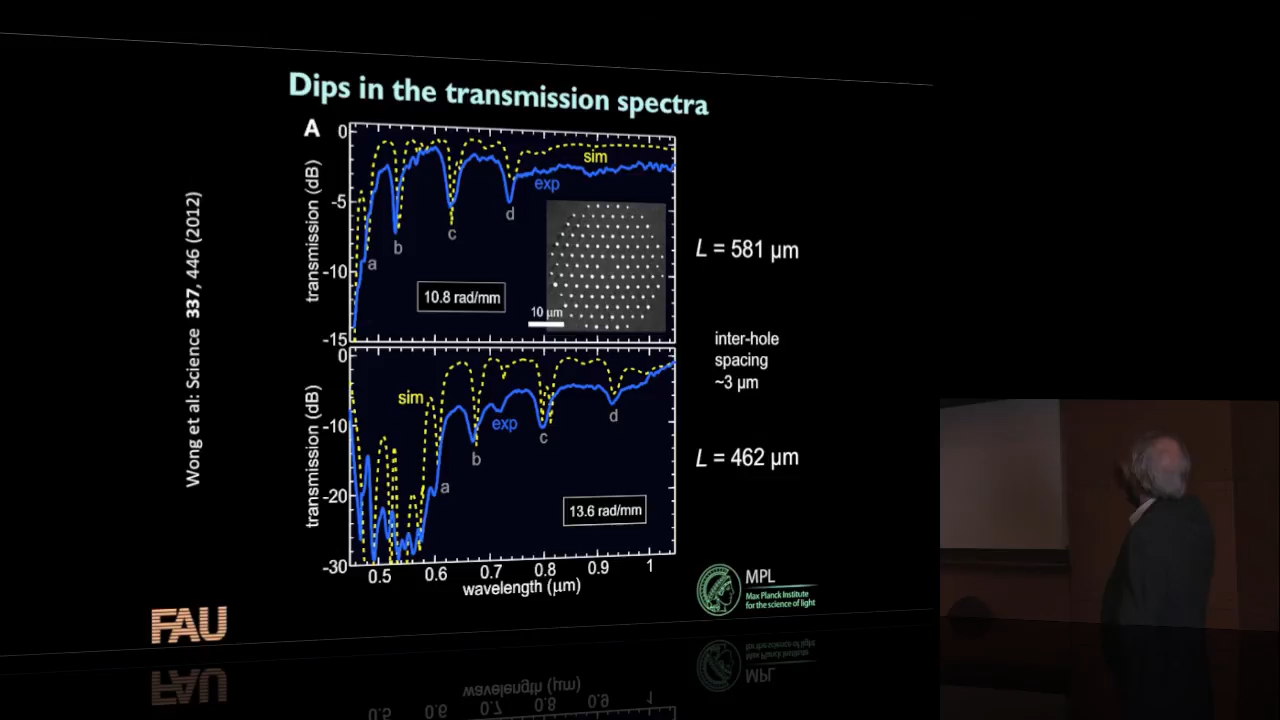 Dips in the transmission spectra
A
0
-5
-10
-15
transmission (dB)
sim
exp
a
b
c
d
10.8 rad/mm
10 µm
L = 581 µm
inter-hole
spacing
~3 µm
0
-10
-20
-30
transmission (dB)
sim
exp
a
b
c
d
13.6 rad/mm
L = 462 µm
0.5 0.6 0.7 0.8 0.9 1
wavelength (µm)
Wong et al: Science 337, 446 (2012)
FAU
MPL
Max Planck Institute
for the science of light